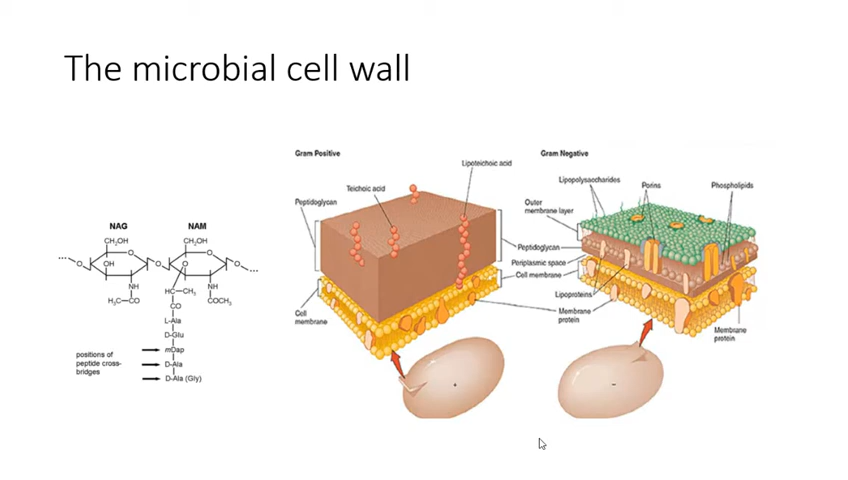 The microbial cell wall
NAG
NAM
CH₂OH
CH₂OH
O
O
O
O
O
OH
O
NH
NH
H₃C—CO
HC—CH₃
COCH₃
CO
L-Ala
D-Glu
mDap
D-Ala
D-Ala (Gly)
positions of
peptide cross-
bridges
Gram Positive
Lipoteichoic acid
Teichoic acid
Peptidoglycan
Cell
membrane
Gram Negative
Lipopolysaccharides
Porins
Phospholipids
Outer
membrane layer
Peptidoglycan
Periplasmic space
Cell membrane
Lipoproteins
Membrane
protein
Membrane
protein
+
−